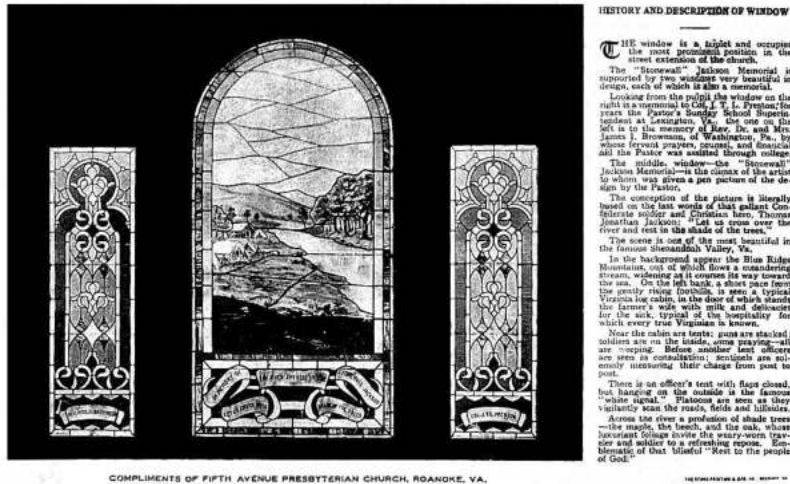 HISTORY AND DESCRIPTION OF WINDOW
THE window is a triplet and occupies
the most prominent position in the
street extension of the church.
The "Stonewall" Jackson Memorial is
supported by two windows very beautiful in
design, each of which is also a memorial.
Looking from the pulpit the window on the
right is a memorial to Col. J. T. L. Preston, for
years the Pastor's Sunday School Superin-
tendent at Lexington, Va., the one on the
left is to the memory of Rev. Dr. and Mrs.
James I. Brownson, of Washington, Pa., by
whose fervent prayers, counsel, and financial
aid the Pastor was assisted through college.
The middle window—the "Stonewall"
Jackson Memorial—is the climax of the artist
to whom was given a pen picture of the de-
sign by the Pastor.
The conception of the picture is literally
based on the last words of that gallant Con-
federate soldier and Christian hero, Thomas
Jonathan Jackson: "Let us cross over the
river and rest in the shade of the trees."
The scene is one of the most beautiful in
the famous Shenandoah Valley, Va.
In the background appear the Blue Ridge
Mountains, out of which flows a meandering
stream, widening as it courses its way toward
the sea. On the left bank, a short pace from
the gently rising foothills, is seen a typical
Virginia log cabin, in the door of which stands
the farmer's wife with milk and delicacies
for the sick, typical of the hospitality for
which every true Virginian is known.
Near the cabin are tents; guns are stacked;
soldiers are on the inside, some praying—all
are weeping. Before another tent officers
are seen in consultation; sentinels are sol-
emnly measuring their charge from post to
post.
There is an officer's tent with flaps closed,
but hanging on the outside is the famous
"white signal." Platoons are seen as they
vigilantly scan the roads, fields and hillsides.
Across the river a profusion of shade trees
—the maple, the beech, and the oak, whose
luxuriant foliage invite the weary-worn trav-
eler and soldier to a refreshing repose. Em-
blematic of that blissful "Rest to the people
of God."
COMPLIMENTS OF FIFTH AVENUE PRESBYTERIAN CHURCH, ROANOKE, VA.